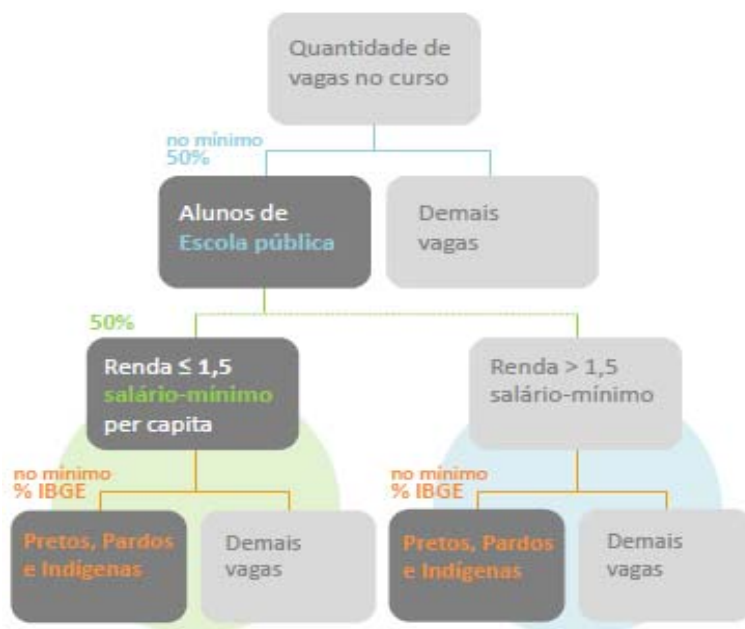 Quantidade de
vagas no curso
no mínimo
50%
Alunos de
Escola pública
Demais
vagas
50%
Renda ≤ 1,5
salário-mínimo
per capita
Renda > 1,5
salário-mínimo
no mínimo
% IBGE
no mínimo
% IBGE
Pretos, Pardos
e Indígenas
Demais
vagas
Pretos, Pardos
e Indígenas
Demais
vagas